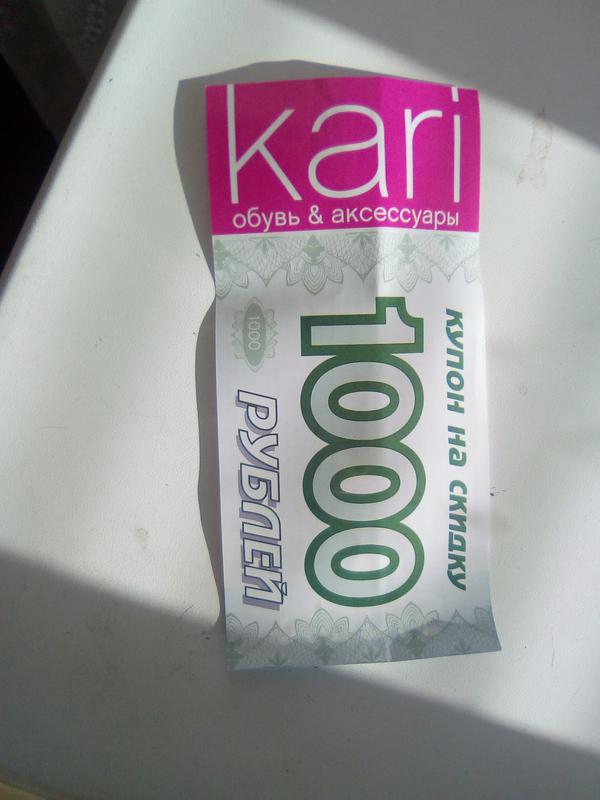 kari
обувь & аксессуары
купон на скидку
1000
РУБЛЕЙ
1000